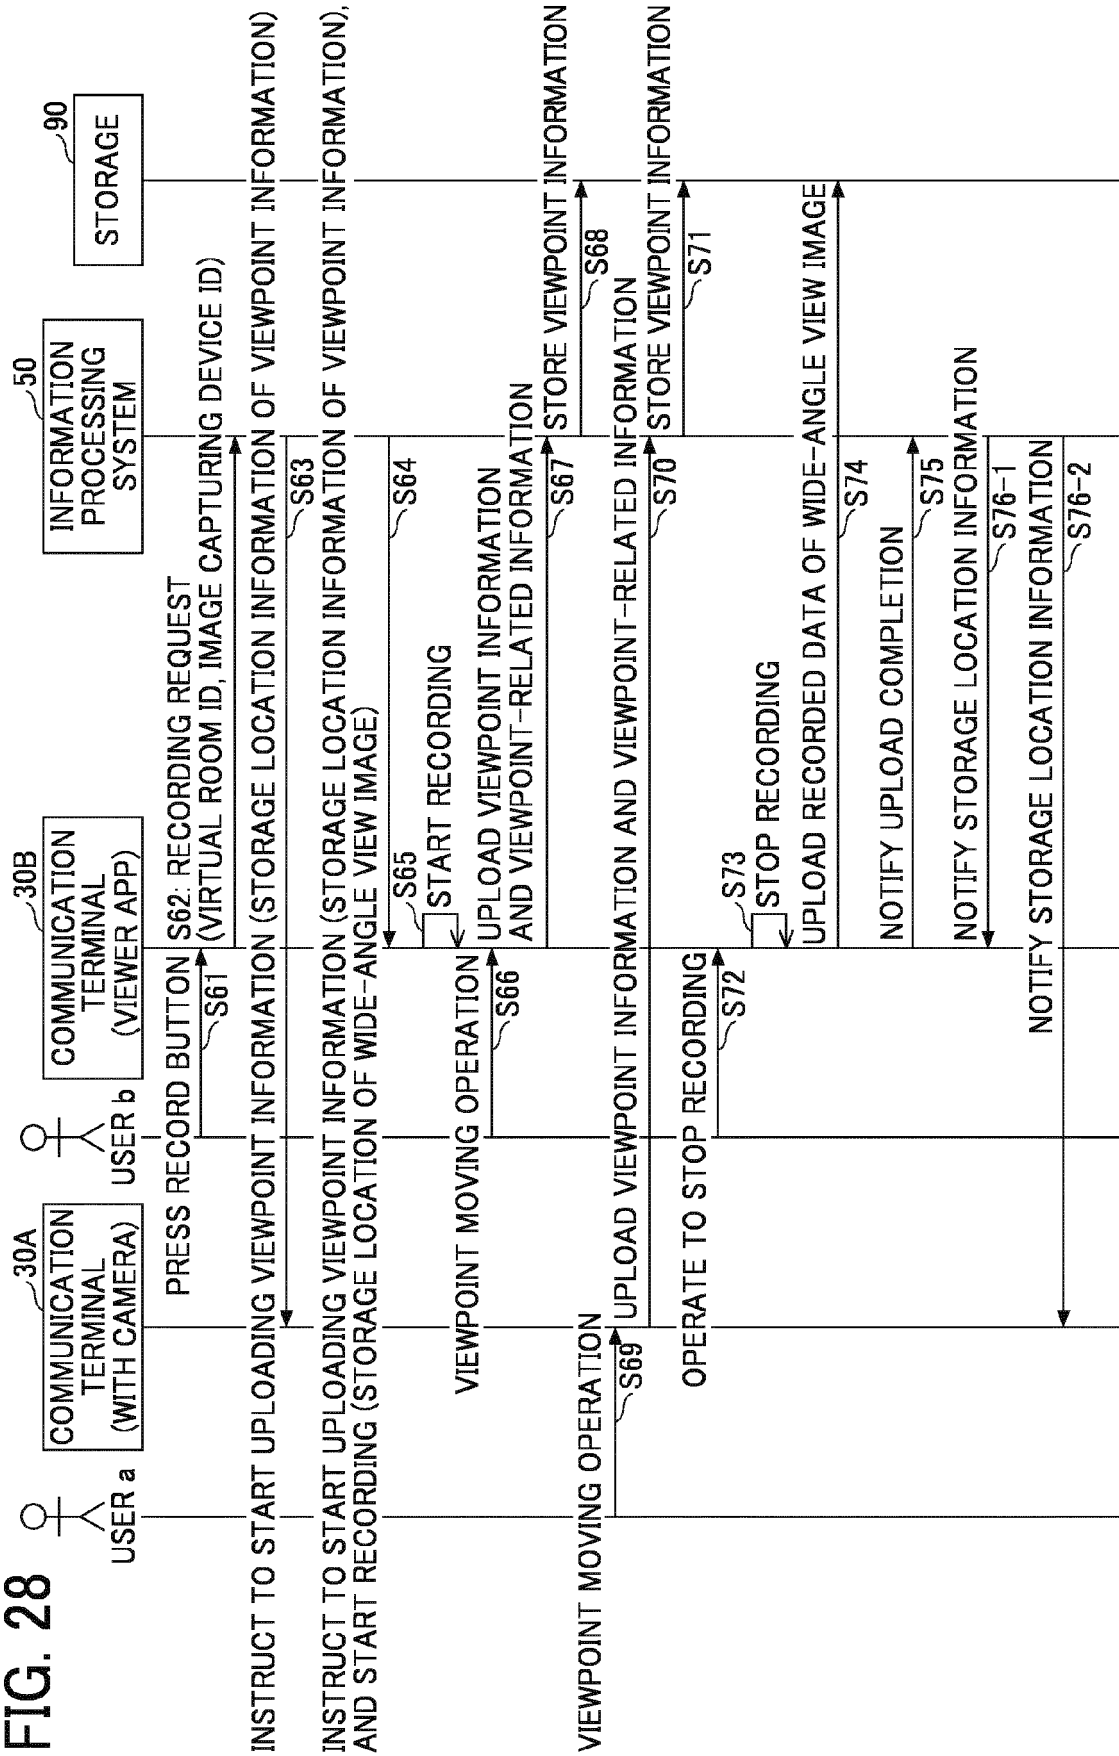 FIG. 28
USER a
30A
COMMUNICATION
TERMINAL
(WITH CAMERA)
USER b
30B
COMMUNICATION
TERMINAL
(VIEWER APP)
50
INFORMATION
PROCESSING
SYSTEM
90
STORAGE
PRESS RECORD BUTTON
S61
S62: RECORDING REQUEST
(VIRTUAL ROOM ID, IMAGE CAPTURING DEVICE ID)
INSTRUCT TO START UPLOADING VIEWPOINT INFORMATION (STORAGE LOCATION INFORMATION OF VIEWPOINT INFORMATION)
S63
INSTRUCT TO START UPLOADING VIEWPOINT INFORMATION (STORAGE LOCATION INFORMATION OF VIEWPOINT INFORMATION),
AND START RECORDING (STORAGE LOCATION OF WIDE-ANGLE VIEW IMAGE)
S64
S65
START RECORDING
VIEWPOINT MOVING OPERATION
S66
UPLOAD VIEWPOINT INFORMATION
AND VIEWPOINT-RELATED INFORMATION
S67
STORE VIEWPOINT INFORMATION
S68
VIEWPOINT MOVING OPERATION
S69
UPLOAD VIEWPOINT INFORMATION AND VIEWPOINT-RELATED INFORMATION
S70
STORE VIEWPOINT INFORMATION
S71
OPERATE TO STOP RECORDING
S72
S73
STOP RECORDING
UPLOAD RECORDED DATA OF WIDE-ANGLE VIEW IMAGE
S74
NOTIFY UPLOAD COMPLETION
S75
NOTIFY STORAGE LOCATION INFORMATION
S76-1
NOTIFY STORAGE LOCATION INFORMATION
S76-2